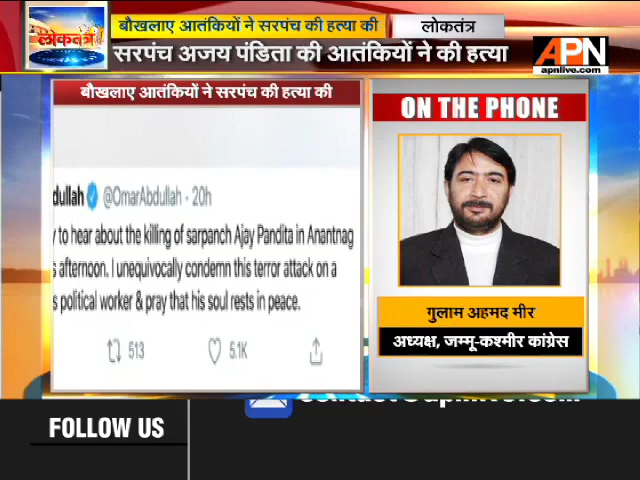 लोकतंत्र
बौखलाए आतंकियों ने सरपंच की हत्या की
लोकतंत्र
APN
apnlive.com
सरपंच अजय पंडिता की आतंकियों ने की हत्या
बौखलाए आतंकियों ने सरपंच की हत्या की
dullah @OmarAbdullah · 20h
y to hear about the killing of sarpanch Ajay Pandita in Anantnag
s afternoon. I unequivocally condemn this terror attack on a
s political worker & pray that his soul rests in peace.
513 5.1K
ON THE PHONE
गुलाम अहमद मीर
अध्यक्ष, जम्मू-कश्मीर कांग्रेस
FOLLOW US